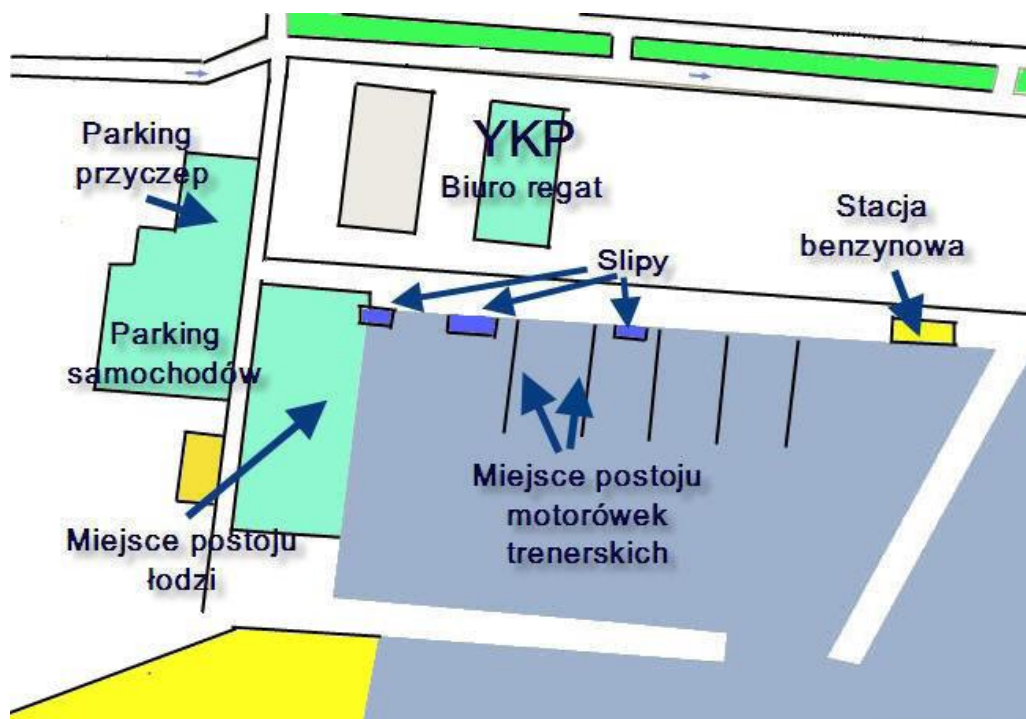 Parking
przyczep
YKP
Biuro regat
Stacja
benzynowa
Slipy
Parking
samochodów
Miejsce postoju
motorówek
trenerskich
Miejsce postoju
łodzi